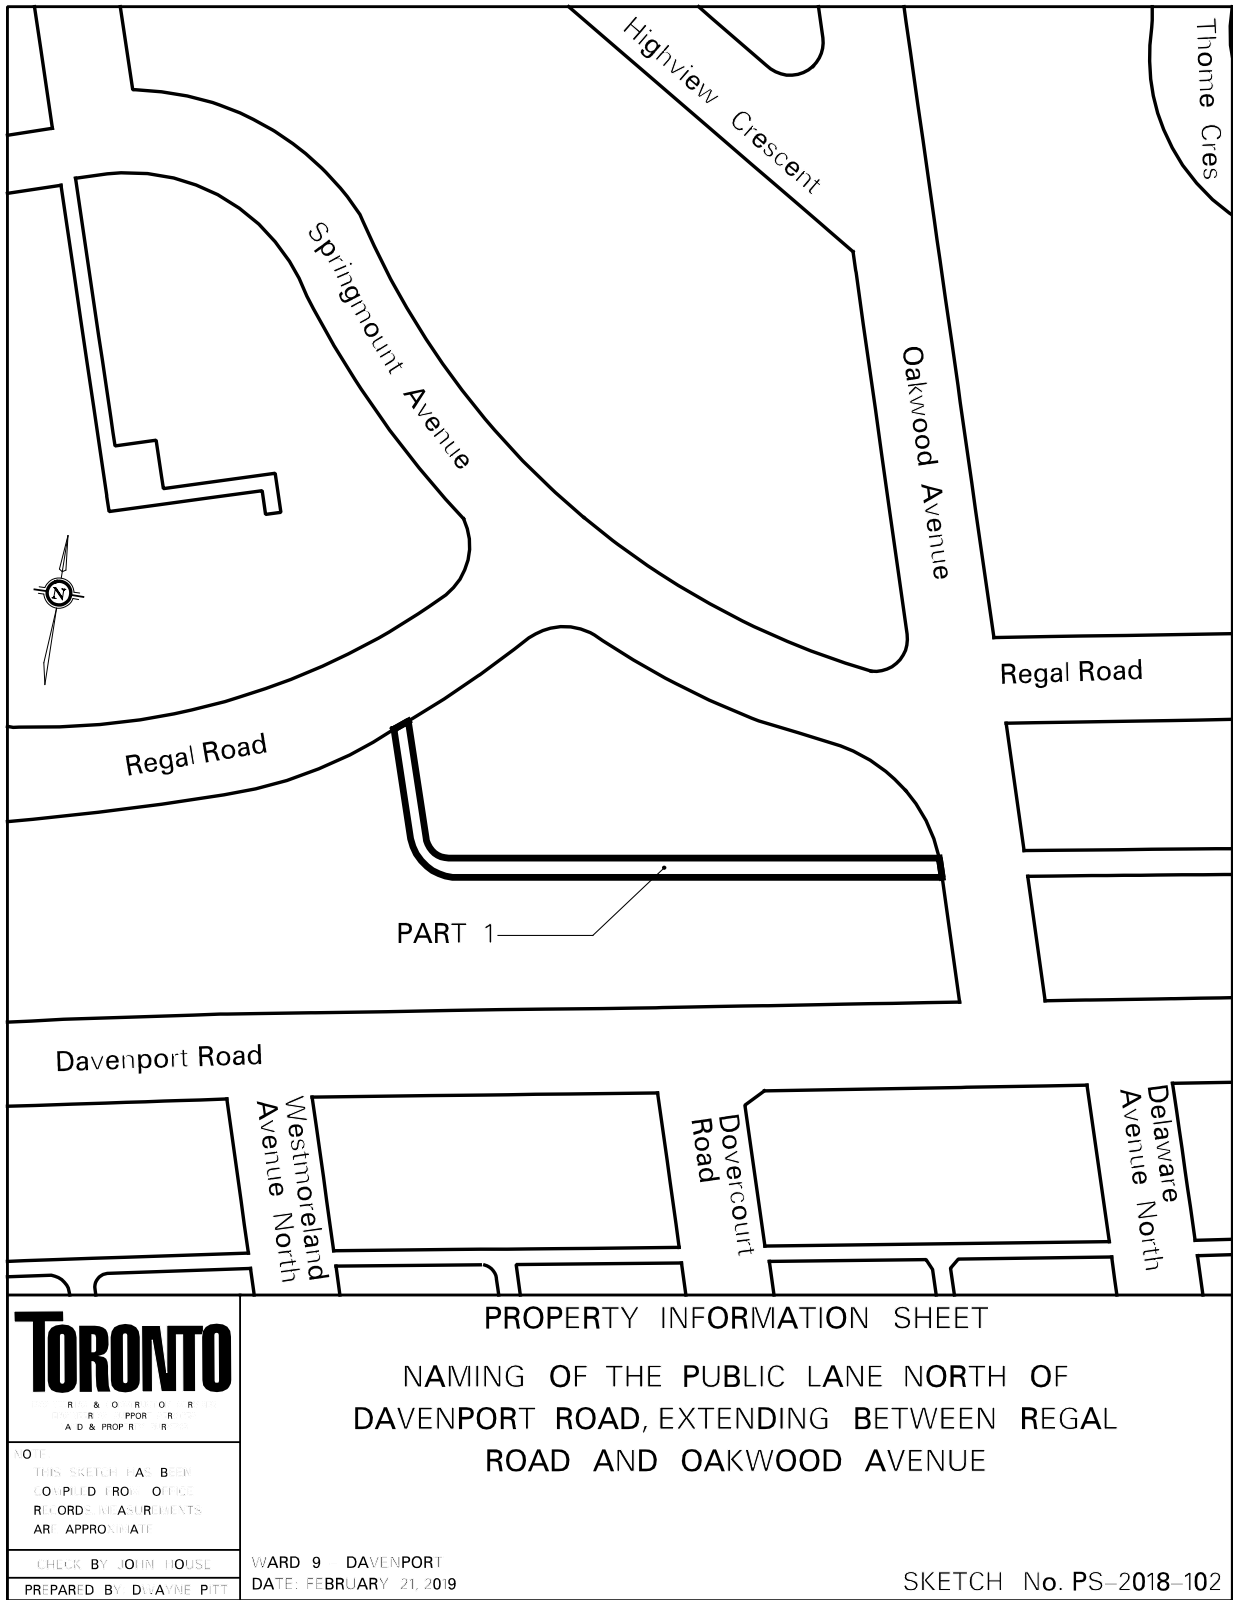 Highview Crescent
Thome Cres
Springmount Avenue
Oakwood Avenue
N
Regal Road
Regal Road
PART 1
Davenport Road
Westmoreland
Avenue North
Dovercourt
Road
Delaware
Avenue North
TORONTO
PROPERTY INFORMATION SHEET
NAMING OF THE PUBLIC LANE NORTH OF
DAVENPORT ROAD, EXTENDING BETWEEN REGAL
ROAD AND OAKWOOD AVENUE
NOTE
THIS SKETCH HAS BEEN
COMPILED FROM OFFICE
RECORDS MEASUREMENTS
ARE APPROXIMATE
CHECK BY JOHN HOUSE
PREPARED BY DWAYNE PITT
WARD 9 DAVENPORT
DATE: FEBRUARY 21, 2019
SKETCH No. PS-2018-102